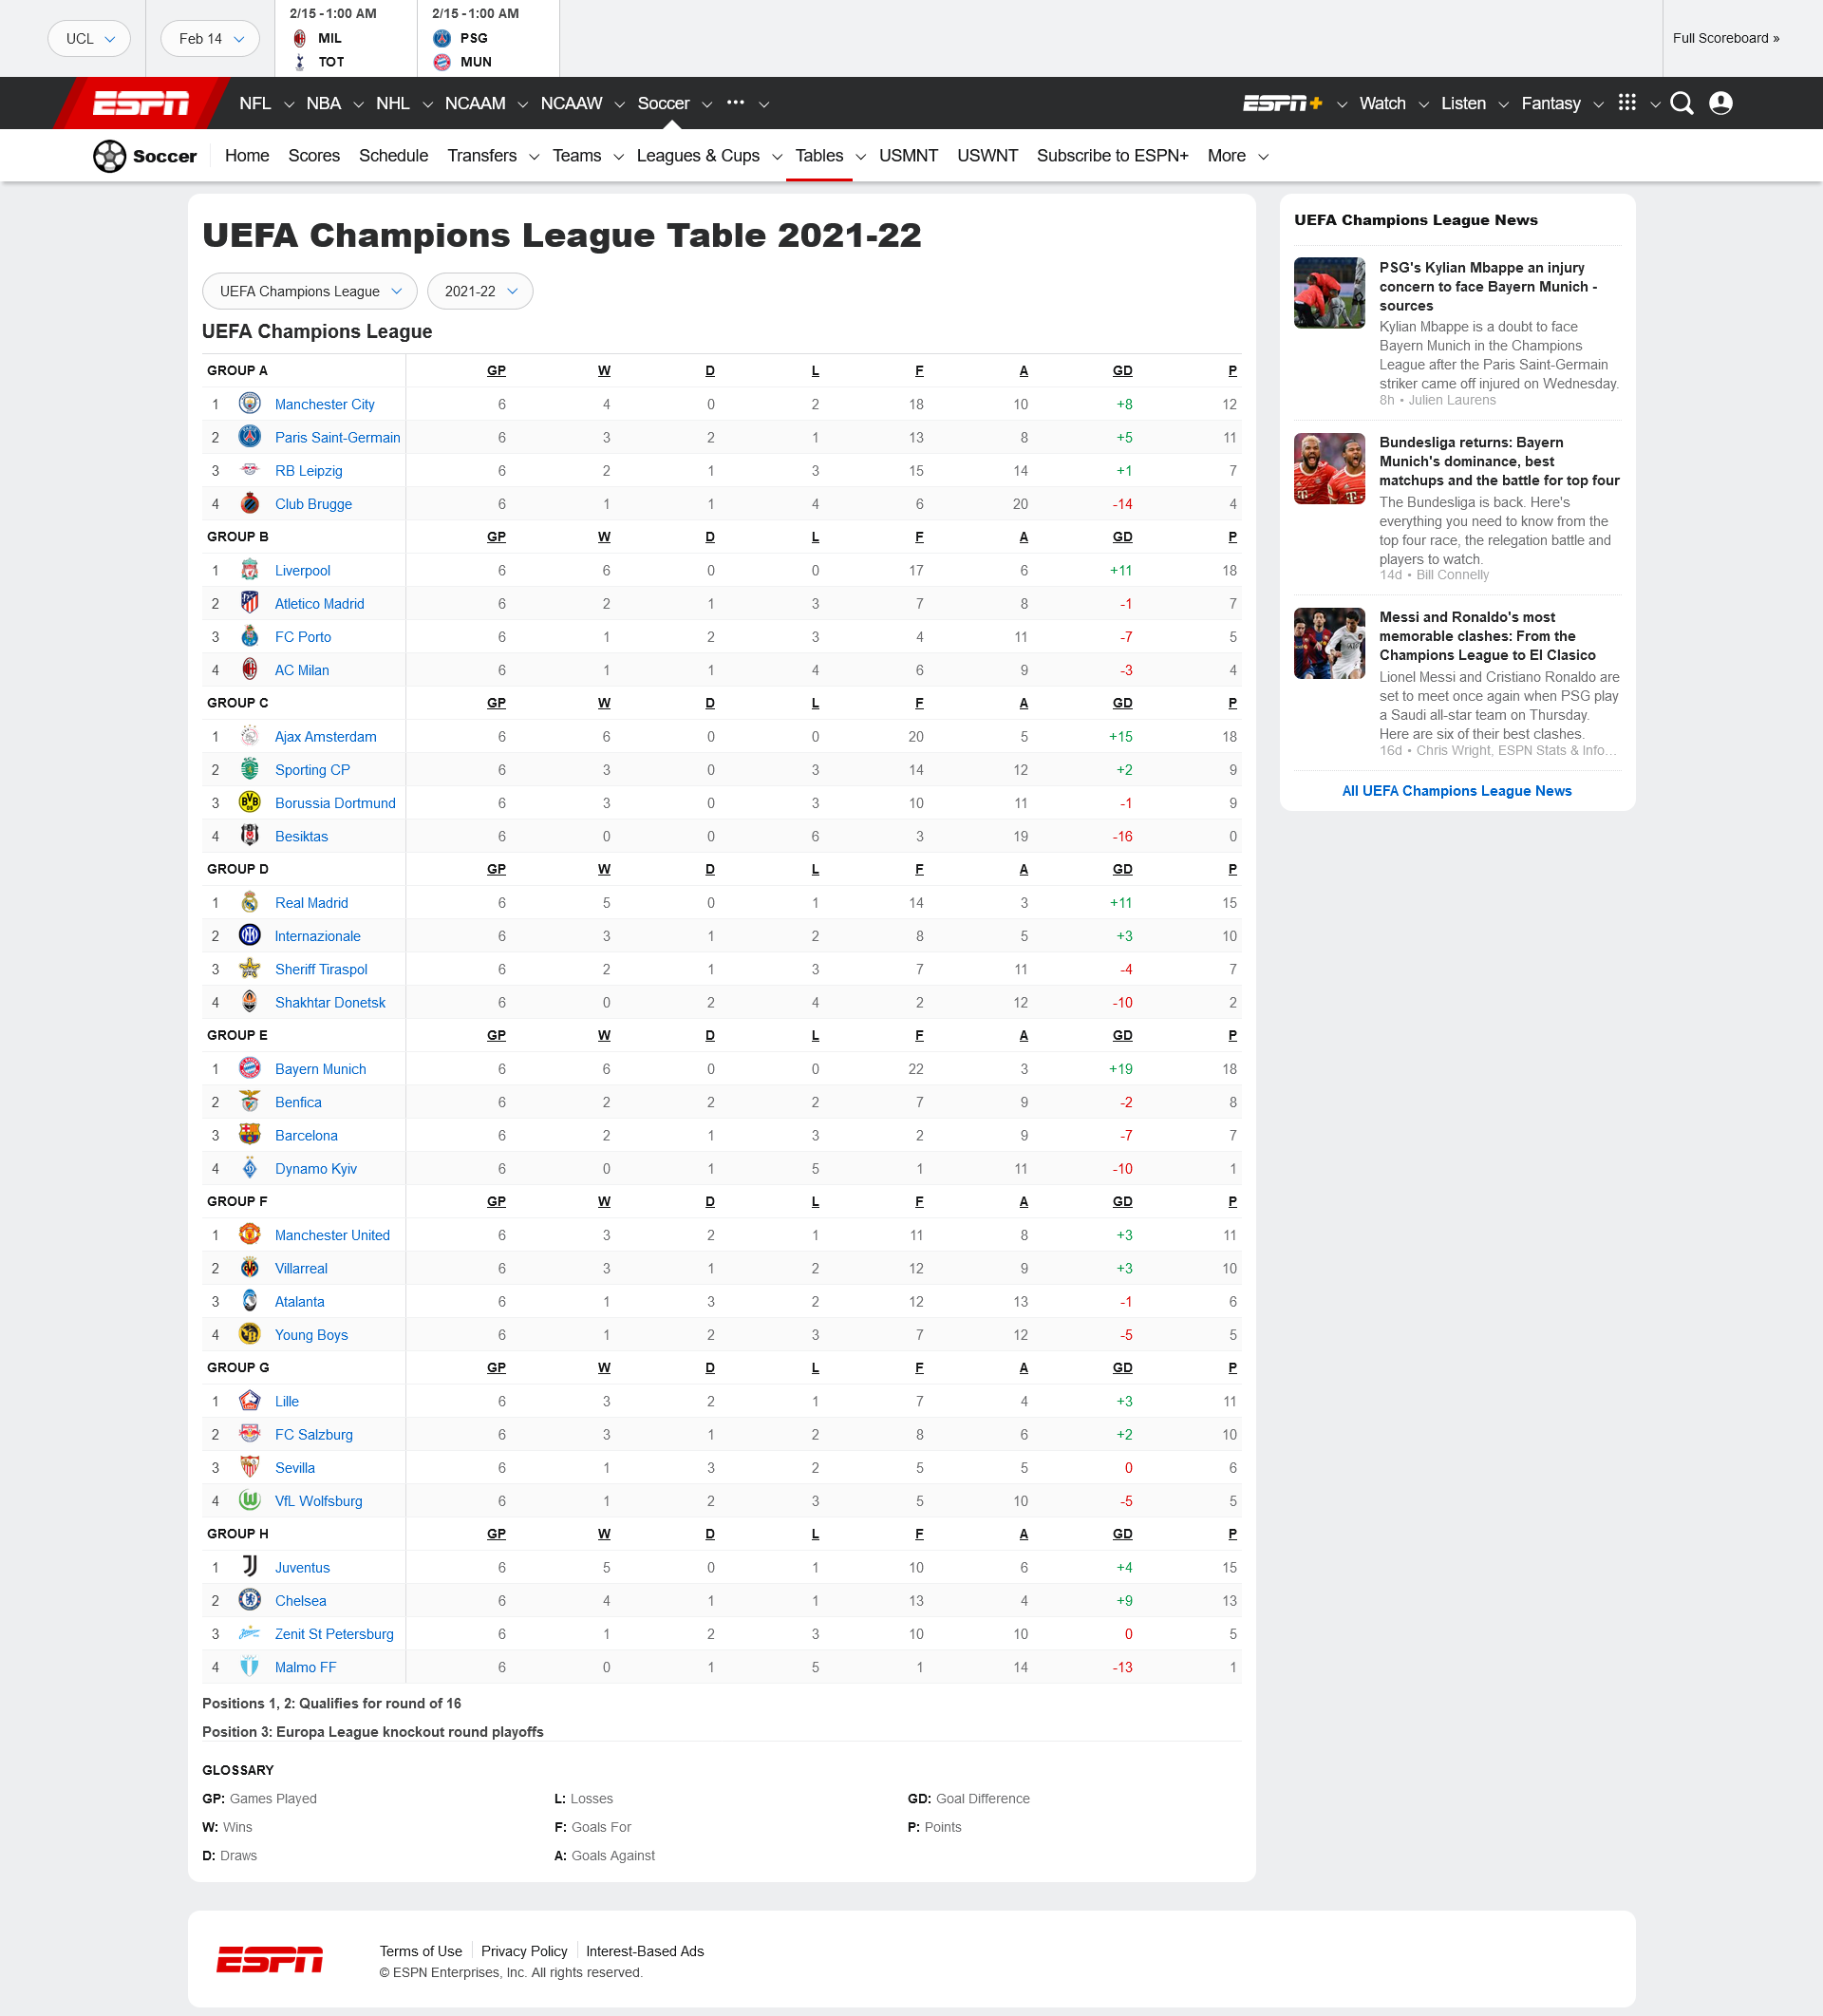 UCL
Feb 14
2/15 - 1:00 AM
MIL
TOT
2/15 - 1:00 AM
PSG
MUN
Full Scoreboard »
ESPN NFL NBA NHL NCAAM NCAAW Soccer ESPN+ Watch Listen Fantasy
Soccer Home Scores Schedule Transfers Teams Leagues & Cups Tables USMNT USWNT Subscribe to ESPN+ More
UEFA Champions League Table 2021-22
UEFA Champions League 2021-22
UEFA Champions League
GROUP A GP W D L F A GD P
1 Manchester City 6 4 0 2 18 10 +8 12
2 Paris Saint-Germain 6 3 2 1 13 8 +5 11
3 RB Leipzig 6 2 1 3 15 14 +1 7
4 Club Brugge 6 1 1 4 6 20 -14 4
GROUP B GP W D L F A GD P
1 Liverpool 6 6 0 0 17 6 +11 18
2 Atletico Madrid 6 2 1 3 7 8 -1 7
3 FC Porto 6 1 2 3 4 11 -7 5
4 AC Milan 6 1 1 4 6 9 -3 4
GROUP C GP W D L F A GD P
1 Ajax Amsterdam 6 6 0 0 20 5 +15 18
2 Sporting CP 6 3 0 3 14 12 +2 9
3 Borussia Dortmund 6 3 0 3 10 11 -1 9
4 Besiktas 6 0 0 6 3 19 -16 0
GROUP D GP W D L F A GD P
1 Real Madrid 6 5 0 1 14 3 +11 15
2 Internazionale 6 3 1 2 8 5 +3 10
3 Sheriff Tiraspol 6 2 1 3 7 11 -4 7
4 Shakhtar Donetsk 6 0 2 4 2 12 -10 2
GROUP E GP W D L F A GD P
1 Bayern Munich 6 6 0 0 22 3 +19 18
2 Benfica 6 2 2 2 7 9 -2 8
3 Barcelona 6 2 1 3 2 9 -7 7
4 Dynamo Kyiv 6 0 1 5 1 11 -10 1
GROUP F GP W D L F A GD P
1 Manchester United 6 3 2 1 11 8 +3 11
2 Villarreal 6 3 1 2 12 9 +3 10
3 Atalanta 6 1 3 2 12 13 -1 6
4 Young Boys 6 1 2 3 7 12 -5 5
GROUP G GP W D L F A GD P
1 Lille 6 3 2 1 7 4 +3 11
2 FC Salzburg 6 3 1 2 8 6 +2 10
3 Sevilla 6 1 3 2 5 5 0 6
4 VfL Wolfsburg 6 1 2 3 5 10 -5 5
GROUP H GP W D L F A GD P
1 Juventus 6 5 0 1 10 6 +4 15
2 Chelsea 6 4 1 1 13 4 +9 13
3 Zenit St Petersburg 6 1 2 3 10 10 0 5
4 Malmo FF 6 0 1 5 1 14 -13 1
Positions 1, 2: Qualifies for round of 16
Position 3: Europa League knockout round playoffs
GLOSSARY
GP: Games Played L: Losses GD: Goal Difference
W: Wins F: Goals For P: Points
D: Draws A: Goals Against
UEFA Champions League News
PSG's Kylian Mbappe an injury
concern to face Bayern Munich -
sources
Kylian Mbappe is a doubt to face
Bayern Munich in the Champions
League after the Paris Saint-Germain
striker came off injured on Wednesday.
8h • Julien Laurens
Bundesliga returns: Bayern
Munich's dominance, best
matchups and the battle for top four
The Bundesliga is back. Here's
everything you need to know from the
top four race, the relegation battle and
players to watch.
14d • Bill Connelly
Messi and Ronaldo's most
memorable clashes: From the
Champions League to El Clasico
Lionel Messi and Cristiano Ronaldo are
set to meet once again when PSG play
a Saudi all-star team on Thursday.
Here are six of their best clashes.
16d • Chris Wright, ESPN Stats & Info...
All UEFA Champions League News
ESPN
Terms of Use Privacy Policy Interest-Based Ads
© ESPN Enterprises, Inc. All rights reserved.